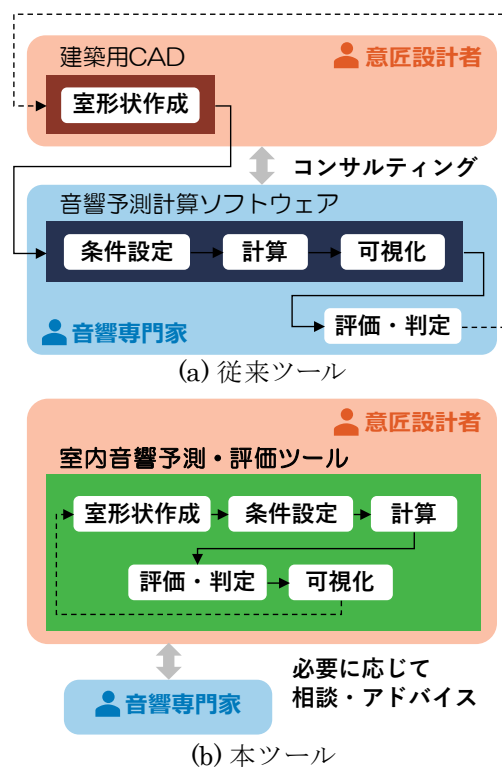 建築用CAD
意匠設計者
室形状作成
コンサルティング
音響予測計算ソフトウェア
条件設定
計算
可視化
評価・判定
音響専門家
(a) 従来ツール
意匠設計者
室内音響予測・評価ツール
室形状作成
条件設定
計算
評価・判定
可視化
必要に応じて
相談・アドバイス
音響専門家
(b) 本ツール